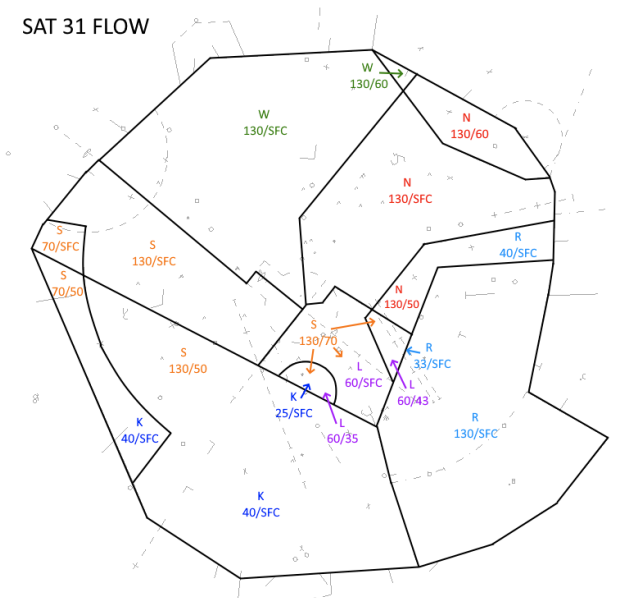 SAT 31 FLOW
W
130/60
W
130/SFC
N
130/60
N
130/SFC
S
70/SFC
S
130/SFC
R
40/SFC
S
70/50
N
130/50
S
130/70
S
130/50
R
33/SFC
L
60/SFC
L
60/43
K
25/SFC
L
60/35
K
40/SFC
R
130/SFC
K
40/SFC